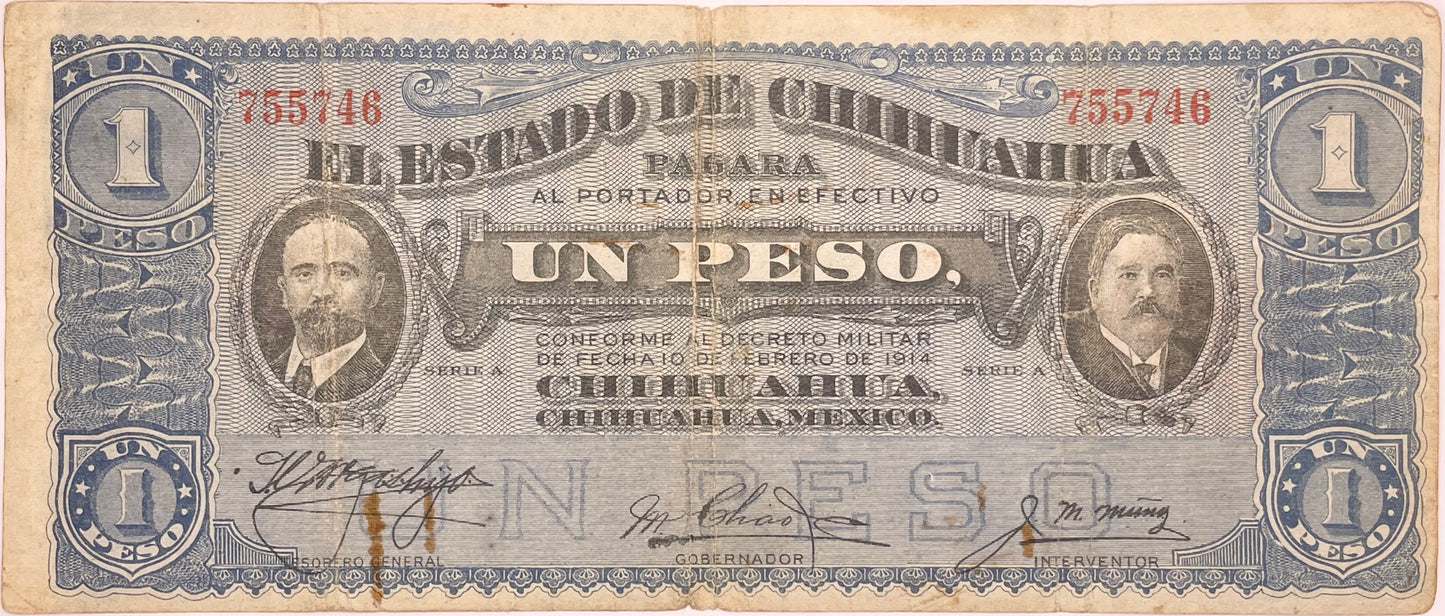 UN
1
PESO
755746
755746
UN
1
PESO
EL ESTADO DE CHIHUAHUA
PAGARA
AL PORTADOR, EN EFECTIVO
UN PESO,
CONFORME AL DECRETO MILITAR
DE FECHA 10 DE FEBRERO DE 1914
SERIE A
SERIE A
CHIHUAHUA,
CHIHUAHUA, MEXICO.
UN
1
PESO
UN PESO
UN
1
PESO
M Chao
TESORERO GENERAL
GOBERNADOR
INTERVENTOR